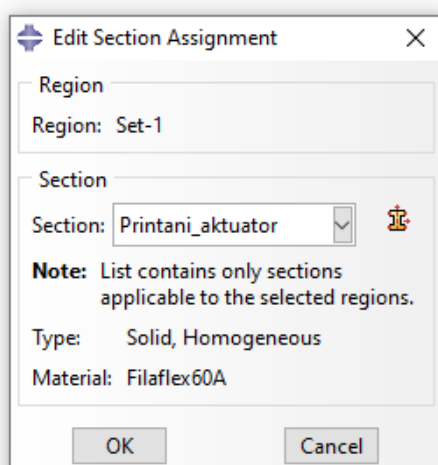 Edit Section Assignment
Region
Region: Set-1
Section
Section: Printani_aktuator
Note: List contains only sections
applicable to the selected regions.
Type: Solid, Homogeneous
Material: Filaflex60A
OK Cancel